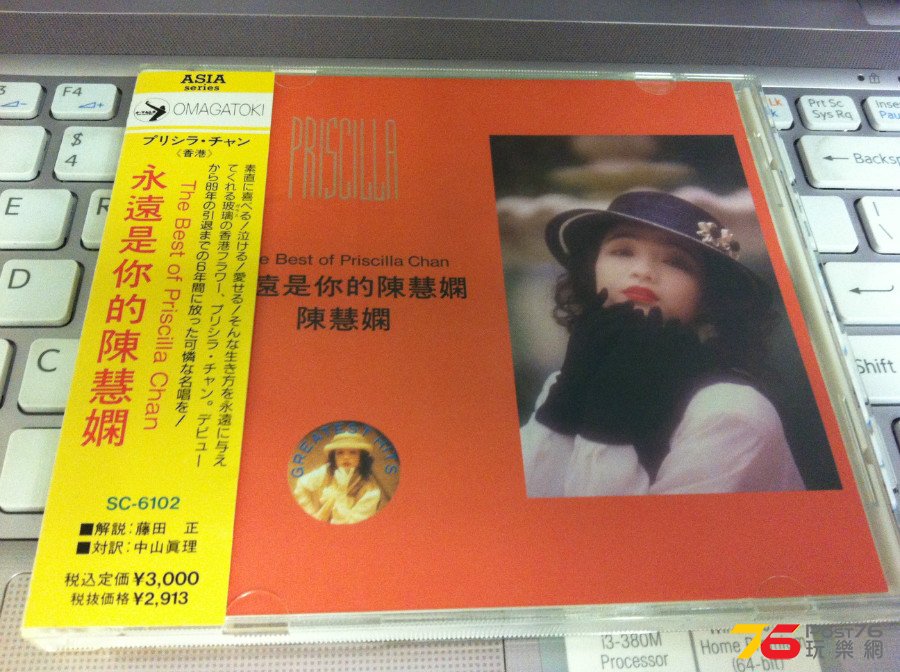 ASIA
series
OMAGATOKI
プリシラ・チャン
〈香港〉
永遠是你的陳慧嫻
The Best of Priscilla Chan
素直に喜べる！泣ける！愛せる！そんな生き方を永遠に与え
てくれる玻璃の香港フラワー、プリシラ・チャン。デビュー
から89年の引退までの6年間に放った可憐な名唱を！
SC-6102
■解説：藤田 正
■対訳：中山眞理
税込定価¥3,000
税抜価格¥2,913
PRISCILLA
e Best of Priscilla Chan
遠是你的陳慧嫻
陳慧嫻
GREATEST HITS
F4
$
4
E
R
D
C
Prt Sc
Sys Rq
Inse
Pau
Backsp
Shift
i3-380M
Processor
Home
(64-bit)
76
POST76
玩樂網